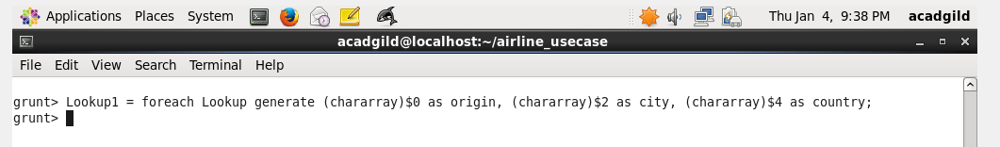 Applications Places System Thu Jan 4, 9:38 PM acadgild
acadgild@localhost:~/airline_usecase
File Edit View Search Terminal Help
grunt> Lookup1 = foreach Lookup generate (chararray)$0 as origin, (chararray)$2 as city, (chararray)$4 as country;
grunt>